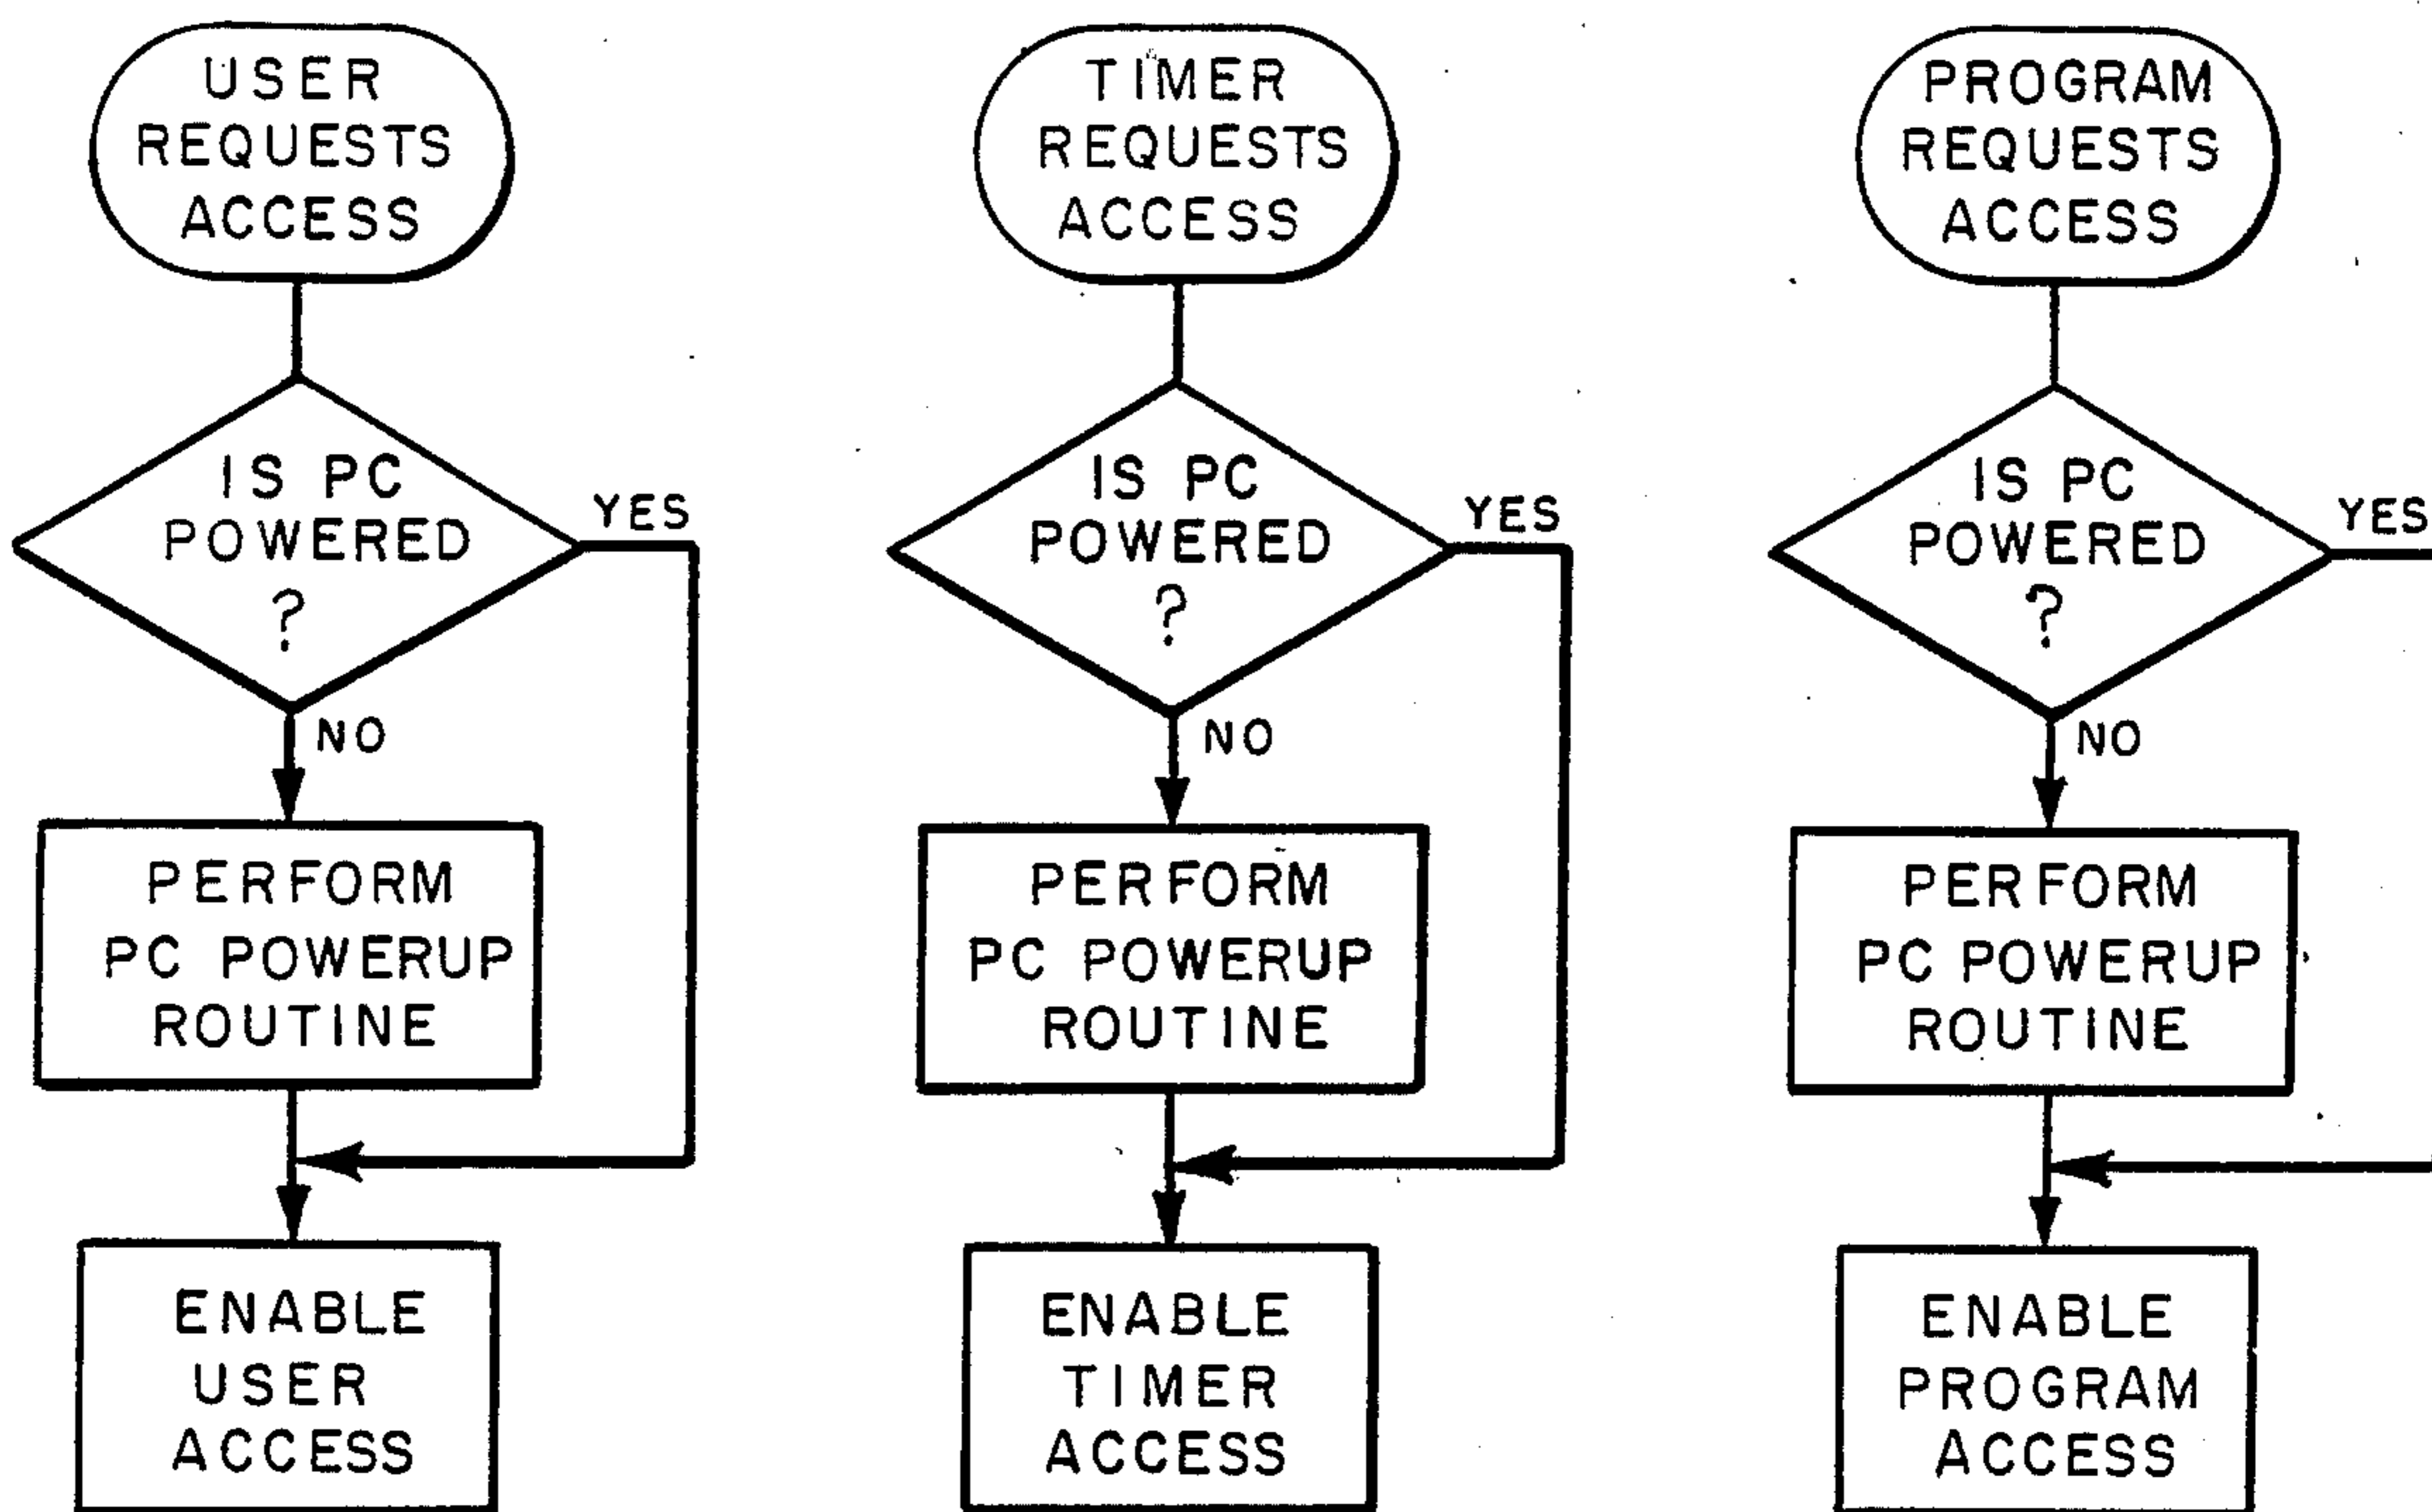 USER
REQUESTS
ACCESS
IS PC
POWERED
?
YES
NO
PERFORM
PC POWERUP
ROUTINE
ENABLE
USER
ACCESS
TIMER
REQUESTS
ACCESS
IS PC
POWERED
?
YES
NO
PERFORM
PC POWERUP
ROUTINE
ENABLE
TIMER
ACCESS
PROGRAM
REQUESTS
ACCESS
IS PC
POWERED
?
YES
NO
PERFORM
PC POWERUP
ROUTINE
ENABLE
PROGRAM
ACCESS